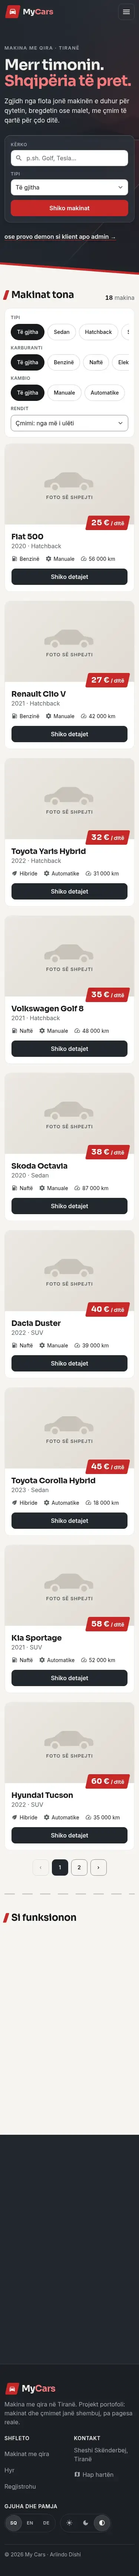 MyCars
MAKINA ME QIRA · TIRANË
Merr timonin.
Shqipëria të pret.
Zgjidh nga flota jonë makinën e duhur për
qytetin, bregdetin ose malet, me çmim të
qartë për çdo ditë.
KËRKO
p.sh. Golf, Tesla...
TIPI
Të gjitha
Shiko makinat
ose provo demon si klient apo admin →
Makinat tona
18 makina
TIPI
Të gjitha Sedan Hatchback
KARBURANTI
Të gjitha Benzinë Naftë
KAMBIO
Të gjitha Manuale Automatike
RENDIT
Çmimi: nga më i ulëti
FOTO SË SHPEJTI
25 € / ditë
Fiat 500
2020 · Hatchback
Benzinë Manuale 56 000 km
Shiko detajet
FOTO SË SHPEJTI
27 € / ditë
Renault Clio V
2021 · Hatchback
Benzinë Manuale 42 000 km
Shiko detajet
FOTO SË SHPEJTI
32 € / ditë
Toyota Yaris Hybrid
2022 · Hatchback
Hibride Automatike 31 000 km
Shiko detajet
FOTO SË SHPEJTI
35 € / ditë
Volkswagen Golf 8
2021 · Hatchback
Naftë Manuale 48 000 km
Shiko detajet
FOTO SË SHPEJTI
38 € / ditë
Skoda Octavia
2020 · Sedan
Naftë Manuale 87 000 km
Shiko detajet
FOTO SË SHPEJTI
40 € / ditë
Dacia Duster
2022 · SUV
Naftë Manuale 39 000 km
Shiko detajet
FOTO SË SHPEJTI
45 € / ditë
Toyota Corolla Hybrid
2023 · Sedan
Hibride Automatike 18 000 km
Shiko detajet
FOTO SË SHPEJTI
58 € / ditë
Kia Sportage
2021 · SUV
Naftë Automatike 52 000 km
Shiko detajet
FOTO SË SHPEJTI
60 € / ditë
Hyundai Tucson
2022 · SUV
Hibride Automatike 35 000 km
Shiko detajet
‹ 1 2 ›
Si funksionon
MyCars
Makina me qira në Tiranë. Projekt portofoli:
makinat dhe çmimet janë shembuj, pa pagesa
reale.
SHFLETO
Makinat me qira
Hyr
Regjistrohu
KONTAKT
Sheshi Skënderbej,
Tiranë
Hap hartën
GJUHA DHE PAMJA
SQ EN DE
© 2026 My Cars · Arlindo Dishi